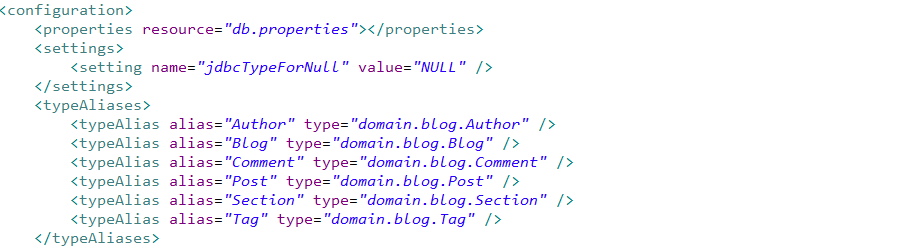 <configuration>
<properties resource="db.properties"></properties>
<settings>
<setting name="jdbcTypeForNull" value="NULL" />
</settings>
<typeAliases>
<typeAlias alias="Author" type="domain.blog.Author" />
<typeAlias alias="Blog" type="domain.blog.Blog" />
<typeAlias alias="Comment" type="domain.blog.Comment" />
<typeAlias alias="Post" type="domain.blog.Post" />
<typeAlias alias="Section" type="domain.blog.Section" />
<typeAlias alias="Tag" type="domain.blog.Tag" />
</typeAliases>